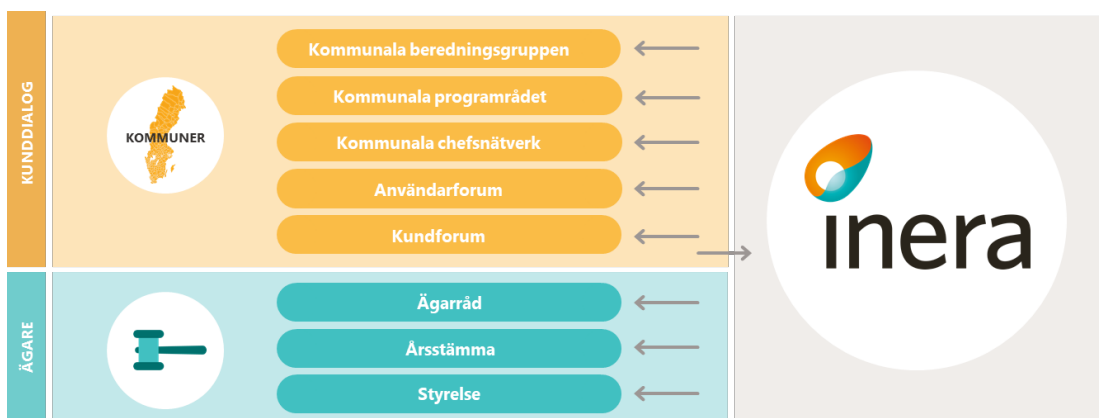 KUNDDIALOG
KOMMUNER
Kommunala beredningsgruppen
Kommunala programrådet
Kommunala chefsnätverk
Användarforum
Kundforum
ÄGARE
Ägarråd
Årsstämma
Styrelse
inera